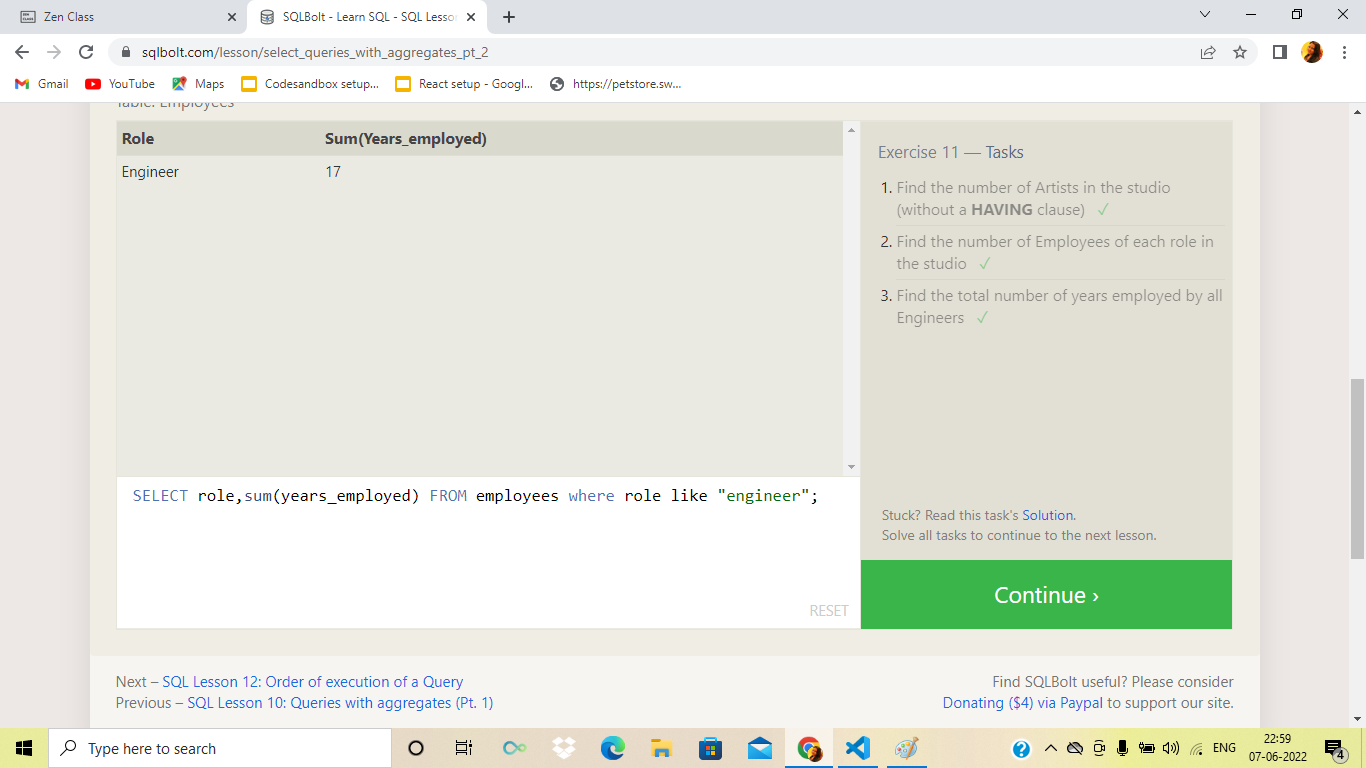 Zen Class
SQLBolt - Learn SQL - SQL Lesson
sqlbolt.com/lesson/select_queries_with_aggregates_pt_2
Gmail YouTube Maps Codesandbox setup... React setup - Googl... https://petstore.sw...
Table: Employees
Role Sum(Years_employed)
Engineer 17
SELECT role,sum(years_employed) FROM employees where role like "engineer";
RESET
Exercise 11 — Tasks
1. Find the number of Artists in the studio
(without a HAVING clause) ✓
2. Find the number of Employees of each role in
the studio ✓
3. Find the total number of years employed by all
Engineers ✓
Stuck? Read this task's Solution.
Solve all tasks to continue to the next lesson.
Continue ›
Next – SQL Lesson 12: Order of execution of a Query
Previous – SQL Lesson 10: Queries with aggregates (Pt. 1)
Find SQLBolt useful? Please consider
Donating ($4) via Paypal to support our site.
Type here to search
ENG
22:59
07-06-2022
4